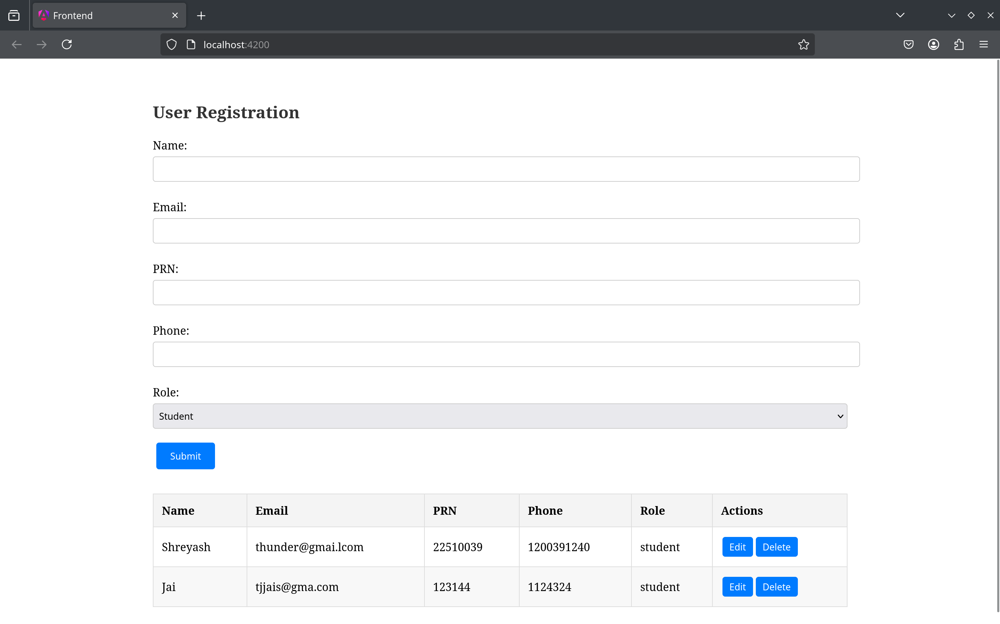 Frontend
localhost:4200
User Registration
Name:
Email:
PRN:
Phone:
Role:
Student
Submit
Name Email PRN Phone Role Actions
Shreyash thunder@gmai.lcom 22510039 1200391240 student Edit Delete
Jai tjjais@gma.com 123144 1124324 student Edit Delete